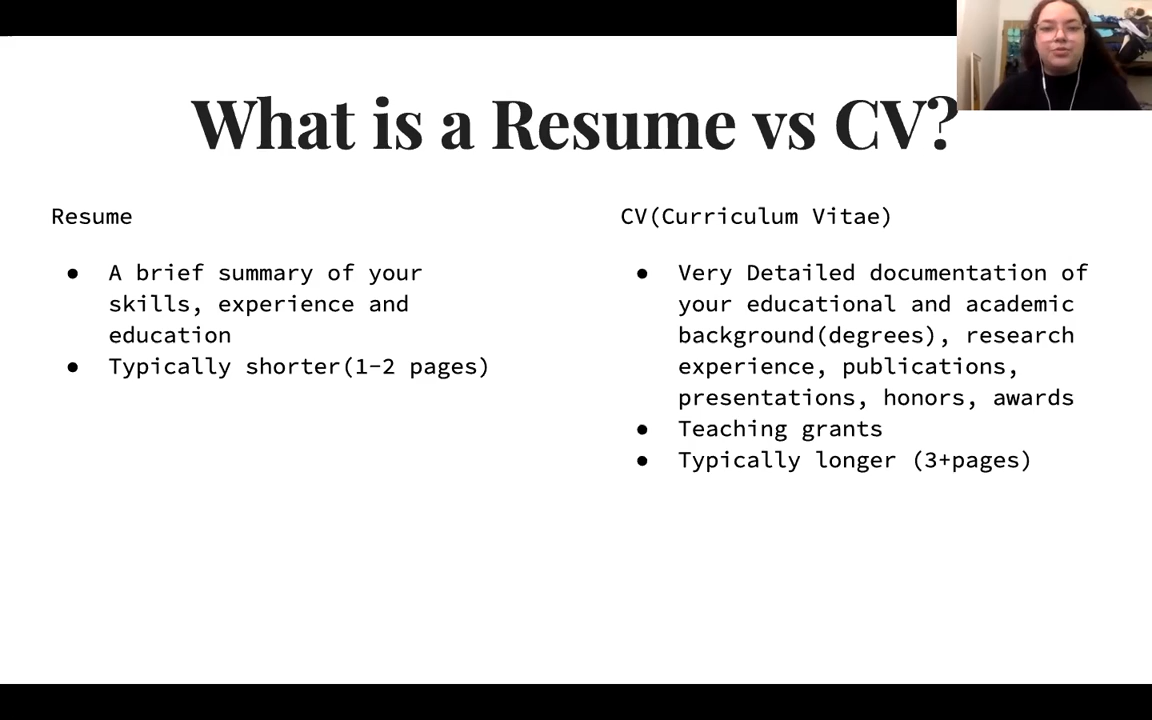 What is a Resume vs CV?
Resume
● A brief summary of your
skills, experience and
education
● Typically shorter(1-2 pages)
CV(Curriculum Vitae)
● Very Detailed documentation of
your educational and academic
background(degrees), research
experience, publications,
presentations, honors, awards
● Teaching grants
● Typically longer (3+pages)